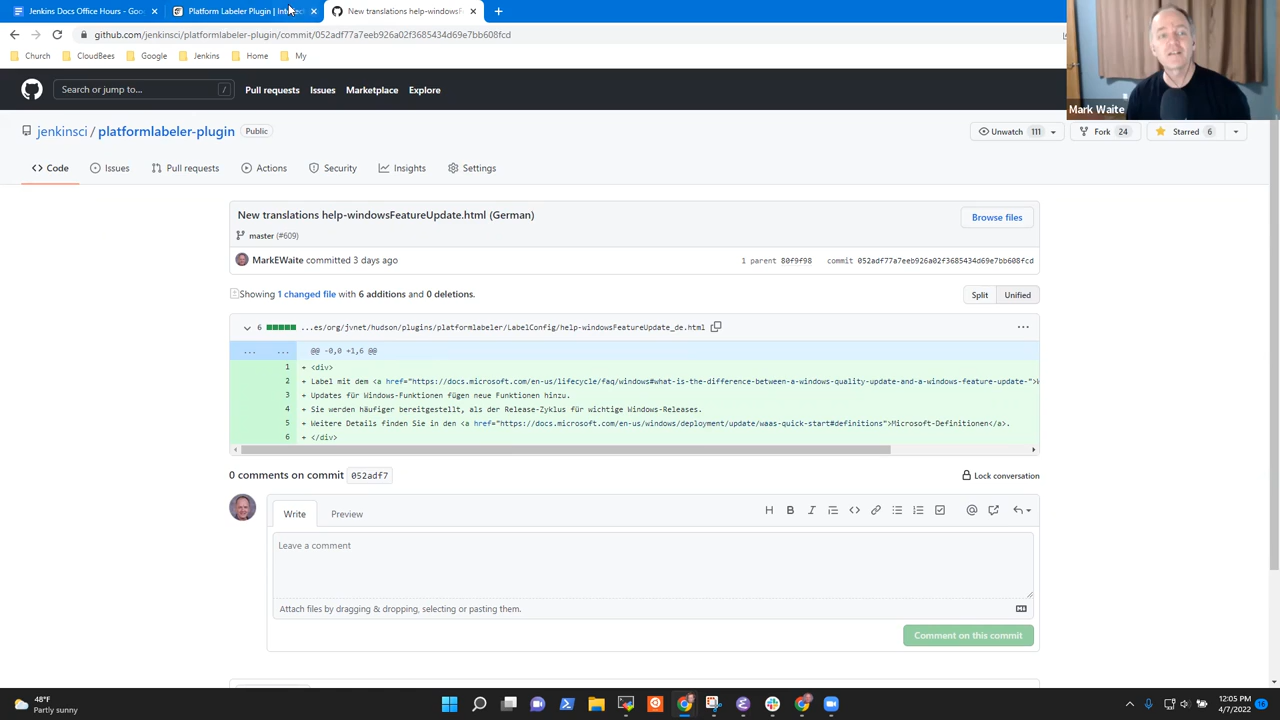 Jenkins Docs Office Hours - Goo
Platform Labeler Plugin |
New translations help-windowsF
github.com/jenkinsci/platformlabeler-plugin/commit/052adf77a7eeb926a02f3685434d69e7bb608fcd
Church
CloudBees
Google
Jenkins
Home
My
Mark Waite
Search or jump to...
/
Pull requests
Issues
Marketplace
Explore
jenkinsci / platformlabeler-plugin
Public
Unwatch 111
Fork 24
Starred 6
Code
Issues
Pull requests
Actions
Security
Insights
Settings
New translations help-windowsFeatureUpdate.html (German)
Browse files
master (#609)
MarkEWaite committed 3 days ago
1 parent 80f9f98 commit 052adf77a7eeb926a02f3685434d69e7bb608fcd
Showing 1 changed file with 6 additions and 0 deletions.
Split
Unified
6 ...es/org/jvnet/hudson/plugins/platformlabeler/LabelConfig/help-windowsFeatureUpdate_de.html
... ... @@ -0,0 +1,6 @@
1 + <div>
2 + Label mit dem <a href="https://docs.microsoft.com/en-us/lifecycle/faq/windows#what-is-the-difference-between-a-windows-quality-update-and-a-windows-feature-update-">
3 + Updates für Windows-Funktionen fügen neue Funktionen hinzu.
4 + Sie werden häufiger bereitgestellt, als der Release-Zyklus für wichtige Windows-Releases.
5 + Weitere Details finden Sie in den <a href="https://docs.microsoft.com/en-us/windows/deployment/update/waas-quick-start#definitions">Microsoft-Definitionen</a>.
6 + </div>
0 comments on commit 052adf7
Lock conversation
Write
Preview
Leave a comment
Attach files by dragging & dropping, selecting or pasting them.
Comment on this commit
48°F
Partly sunny
12:05 PM
4/7/2022